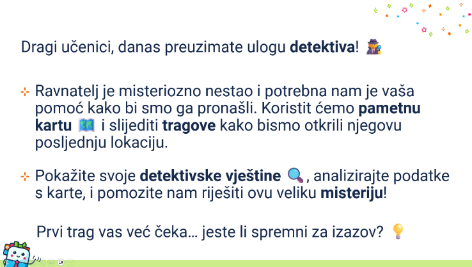 Dragi učenici, danas preuzimate ulogu detektiva! 🕵️
Ravnatelj je misteriozno nestao i potrebna nam je vaša
pomoć kako bi smo ga pronašli. Koristit ćemo pametnu
kartu 🗺️ i slijediti tragove kako bismo otkrili njegovu
posljednju lokaciju.
Pokažite svoje detektivske vještine 🔍, analizirajte podatke
s karte, i pomozite nam riješiti ovu veliku misteriju!
Prvi trag vas već čeka... jeste li spremni za izazov? 💡